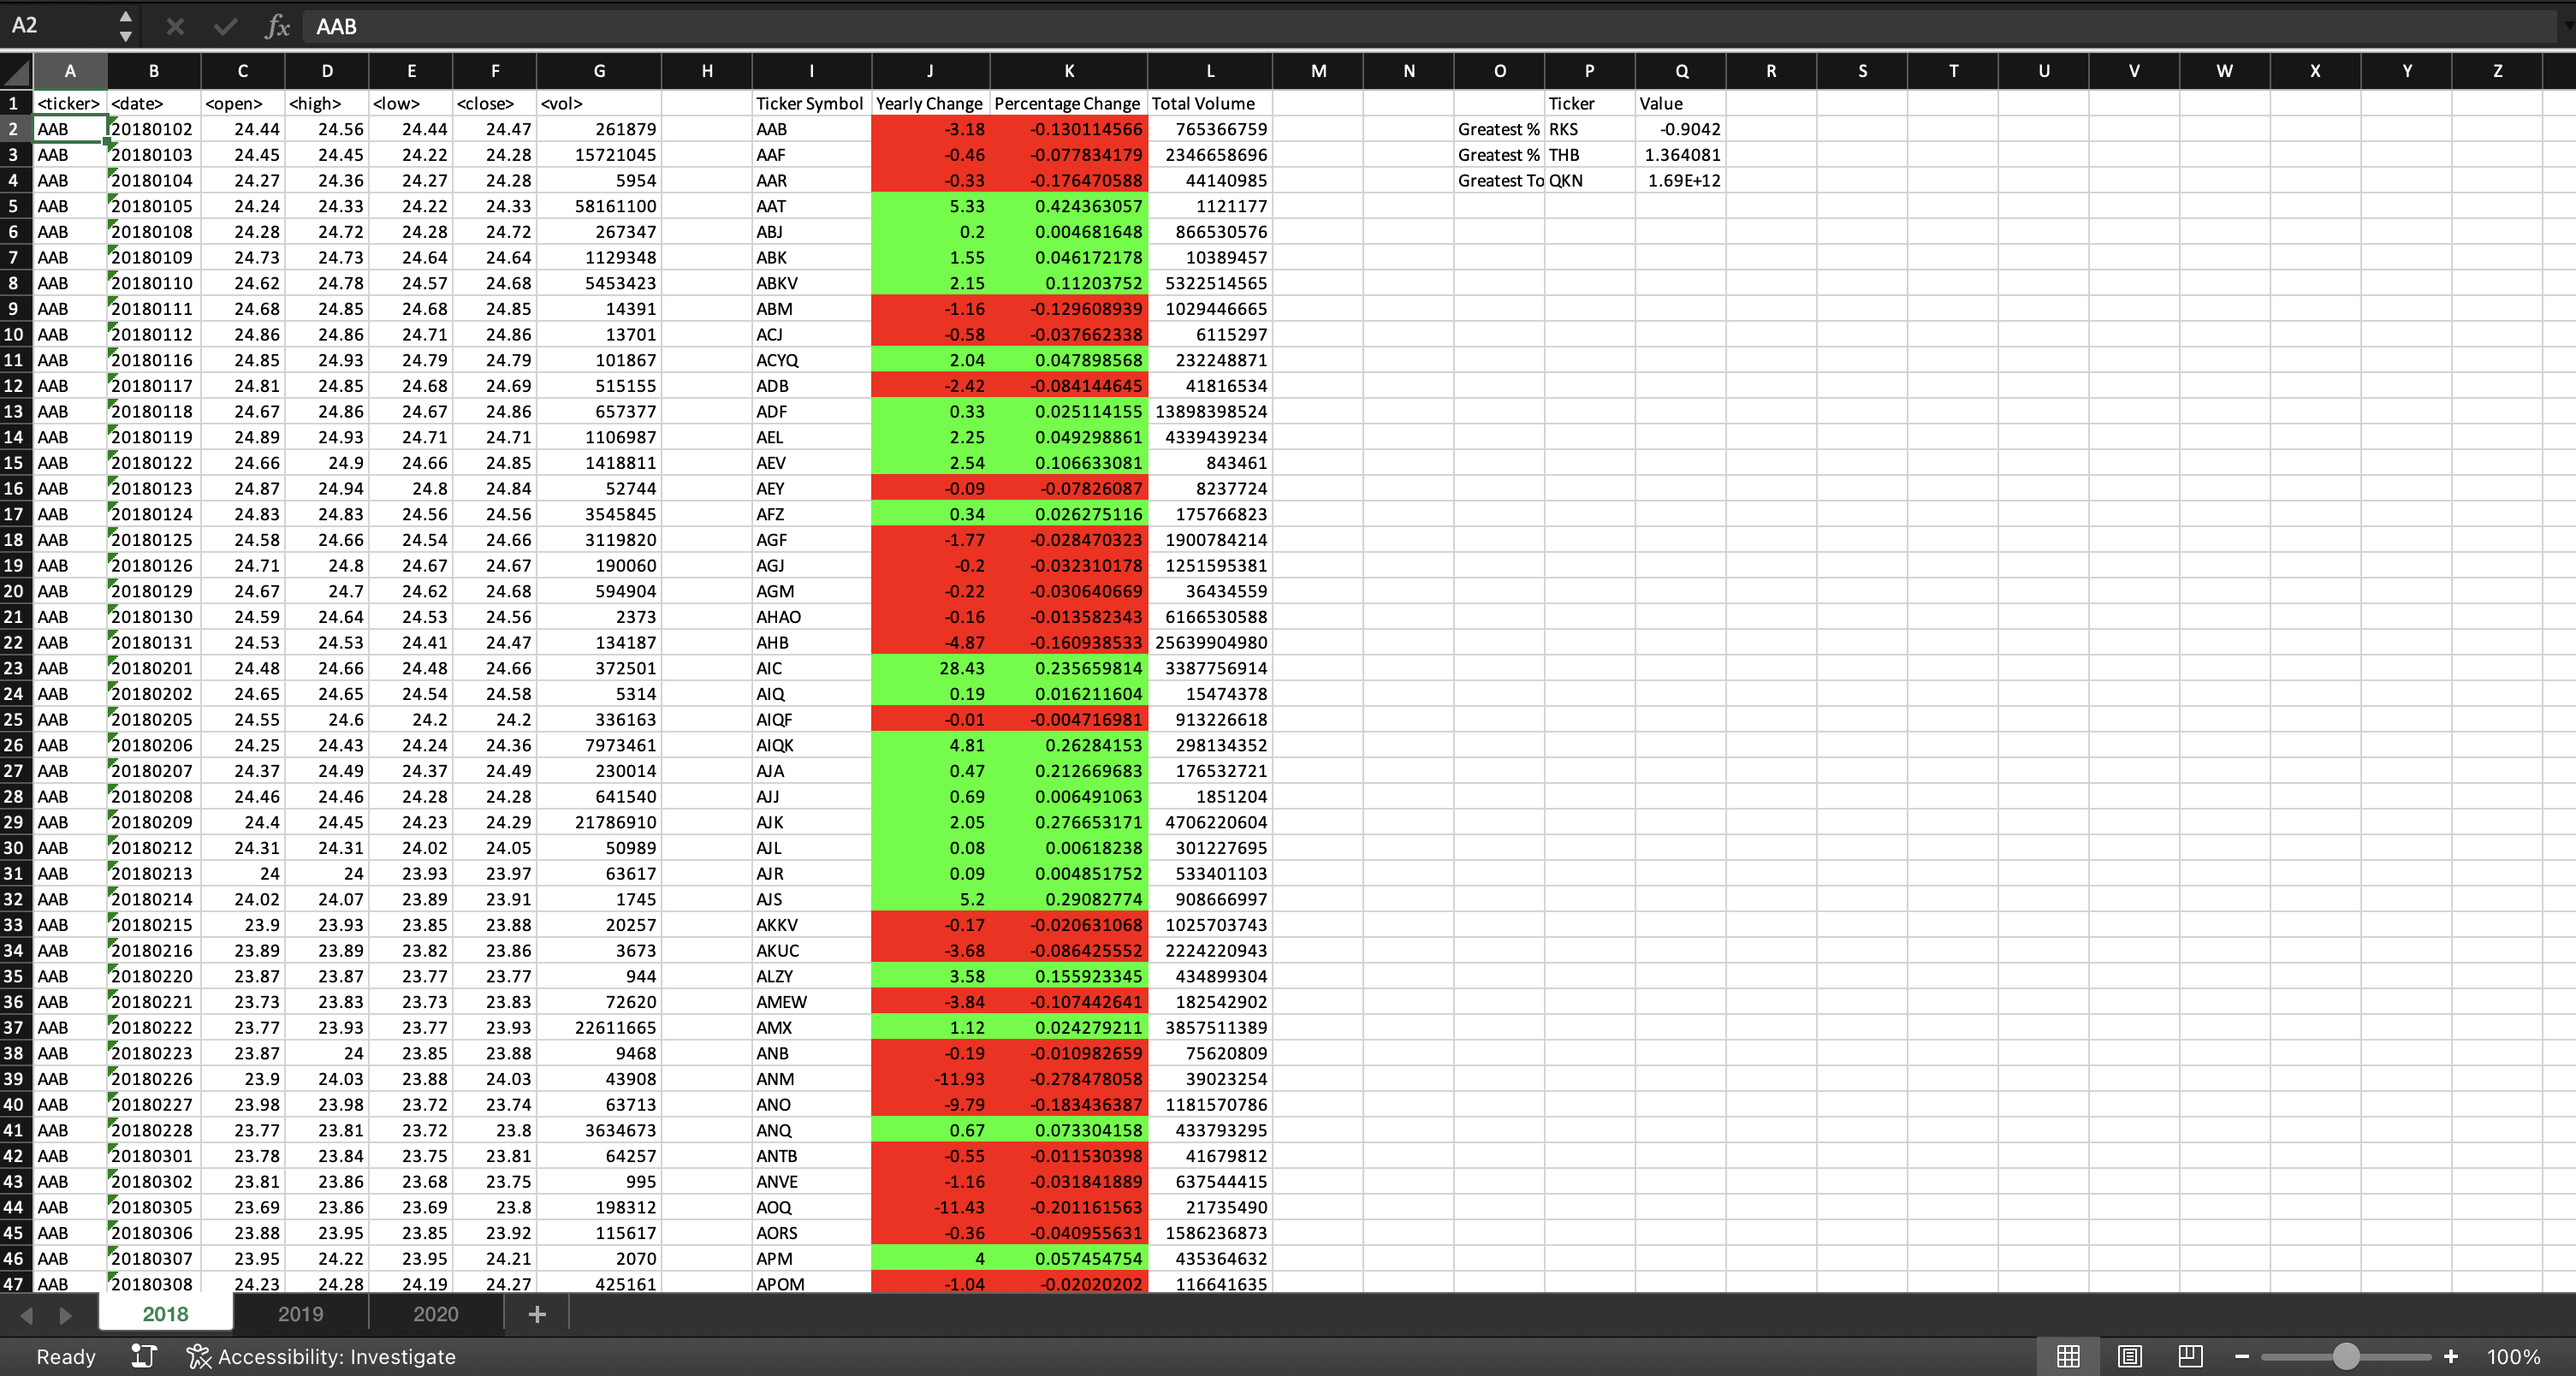 A2 fx AAB
A B C D E F G H I J K L M N O P Q R S T U V W X Y Z
1 <ticker> <date> <open> <high> <low> <close> <vol> Ticker Symbol Yearly Change Percentage Change Total Volume Ticker Value
2 AAB 20180102 24.44 24.56 24.44 24.47 261879 AAB -3.18 -0.130114566 765366759 Greatest % RKS -0.9042
3 AAB 20180103 24.45 24.45 24.22 24.28 15721045 AAF -0.46 -0.077834179 2346658696 Greatest % THB 1.364081
4 AAB 20180104 24.27 24.36 24.27 24.28 5954 AAR -0.33 -0.176470588 44140985 Greatest To QKN 1.69E+12
5 AAB 20180105 24.24 24.33 24.22 24.33 58161100 AAT 5.33 0.424363057 1121177
6 AAB 20180108 24.28 24.72 24.28 24.72 267347 ABJ 0.2 0.004681648 866530576
7 AAB 20180109 24.73 24.73 24.64 24.64 1129348 ABK 1.55 0.046172178 10389457
8 AAB 20180110 24.62 24.78 24.57 24.68 5453423 ABKV 2.15 0.11203752 5322514565
9 AAB 20180111 24.68 24.85 24.68 24.85 14391 ABM -1.16 -0.129608939 1029446665
10 AAB 20180112 24.86 24.86 24.71 24.86 13701 ACJ -0.58 -0.037662338 6115297
11 AAB 20180116 24.85 24.93 24.79 24.79 101867 ACYQ 2.04 0.047898568 232248871
12 AAB 20180117 24.81 24.85 24.68 24.69 515155 ADB -2.42 -0.084144645 41816534
13 AAB 20180118 24.67 24.86 24.67 24.86 657377 ADF 0.33 0.025114155 13898398524
14 AAB 20180119 24.89 24.93 24.71 24.71 1106987 AEL 2.25 0.049298861 4339439234
15 AAB 20180122 24.66 24.9 24.66 24.85 1418811 AEV 2.54 0.106633081 843461
16 AAB 20180123 24.87 24.94 24.8 24.84 52744 AEY -0.09 -0.07826087 8237724
17 AAB 20180124 24.83 24.83 24.56 24.56 3545845 AFZ 0.34 0.026275116 175766823
18 AAB 20180125 24.58 24.66 24.54 24.66 3119820 AGF -1.77 -0.028470323 1900784214
19 AAB 20180126 24.71 24.8 24.67 24.67 190060 AGJ -0.2 -0.032310178 1251595381
20 AAB 20180129 24.67 24.7 24.62 24.68 594904 AGM -0.22 -0.030640669 36434559
21 AAB 20180130 24.59 24.64 24.53 24.56 2373 AHAO -0.16 -0.013582343 6166530588
22 AAB 20180131 24.53 24.53 24.41 24.47 134187 AHB -4.87 -0.160938533 25639904980
23 AAB 20180201 24.48 24.66 24.48 24.66 372501 AIC 28.43 0.235659814 3387756914
24 AAB 20180202 24.65 24.65 24.54 24.58 5314 AIQ 0.19 0.016211604 15474378
25 AAB 20180205 24.55 24.6 24.2 24.2 336163 AIQF -0.01 -0.004716981 913226618
26 AAB 20180206 24.25 24.43 24.24 24.36 7973461 AIQK 4.81 0.26284153 298134352
27 AAB 20180207 24.37 24.49 24.37 24.49 230014 AJA 0.47 0.212669683 176532721
28 AAB 20180208 24.46 24.46 24.28 24.28 641540 AJJ 0.69 0.006491063 1851204
29 AAB 20180209 24.4 24.45 24.23 24.29 21786910 AJK 2.05 0.276653171 4706220604
30 AAB 20180212 24.31 24.31 24.02 24.05 50989 AJL 0.08 0.00618238 301227695
31 AAB 20180213 24 24 23.93 23.97 63617 AJR 0.09 0.004851752 533401103
32 AAB 20180214 24.02 24.07 23.89 23.91 1745 AJS 5.2 0.29082774 908666997
33 AAB 20180215 23.9 23.93 23.85 23.88 20257 AKKV -0.17 -0.020631068 1025703743
34 AAB 20180216 23.89 23.89 23.82 23.86 3673 AKUC -3.68 -0.086425552 2224220943
35 AAB 20180220 23.87 23.87 23.77 23.77 944 ALZY 3.58 0.155923345 434899304
36 AAB 20180221 23.73 23.83 23.73 23.83 72620 AMEW -3.84 -0.107442641 182542902
37 AAB 20180222 23.77 23.93 23.77 23.93 22611665 AMX 1.12 0.024279211 3857511389
38 AAB 20180223 23.87 24 23.85 23.88 9468 ANB -0.19 -0.010982659 75620809
39 AAB 20180226 23.9 24.03 23.88 24.03 43908 ANM -11.93 -0.278478058 39023254
40 AAB 20180227 23.98 23.98 23.72 23.74 63713 ANO -9.79 -0.183436387 1181570786
41 AAB 20180228 23.77 23.81 23.72 23.8 3634673 ANQ 0.67 0.073304158 433793295
42 AAB 20180301 23.78 23.84 23.75 23.81 64257 ANTB -0.55 -0.011530398 41679812
43 AAB 20180302 23.81 23.86 23.68 23.75 995 ANVE -1.16 -0.031841889 637544415
44 AAB 20180305 23.69 23.86 23.69 23.8 198312 AOQ -11.43 -0.201161563 21735490
45 AAB 20180306 23.88 23.95 23.85 23.92 115617 AORS -0.36 -0.040955631 1586236873
46 AAB 20180307 23.95 24.22 23.95 24.21 2070 APM 4 0.057454754 435364632
47 AAB 20180308 24.23 24.28 24.19 24.27 425161 APOM -1.04 -0.02020202 116641635
2018 2019 2020 +
Ready Accessibility: Investigate 100%